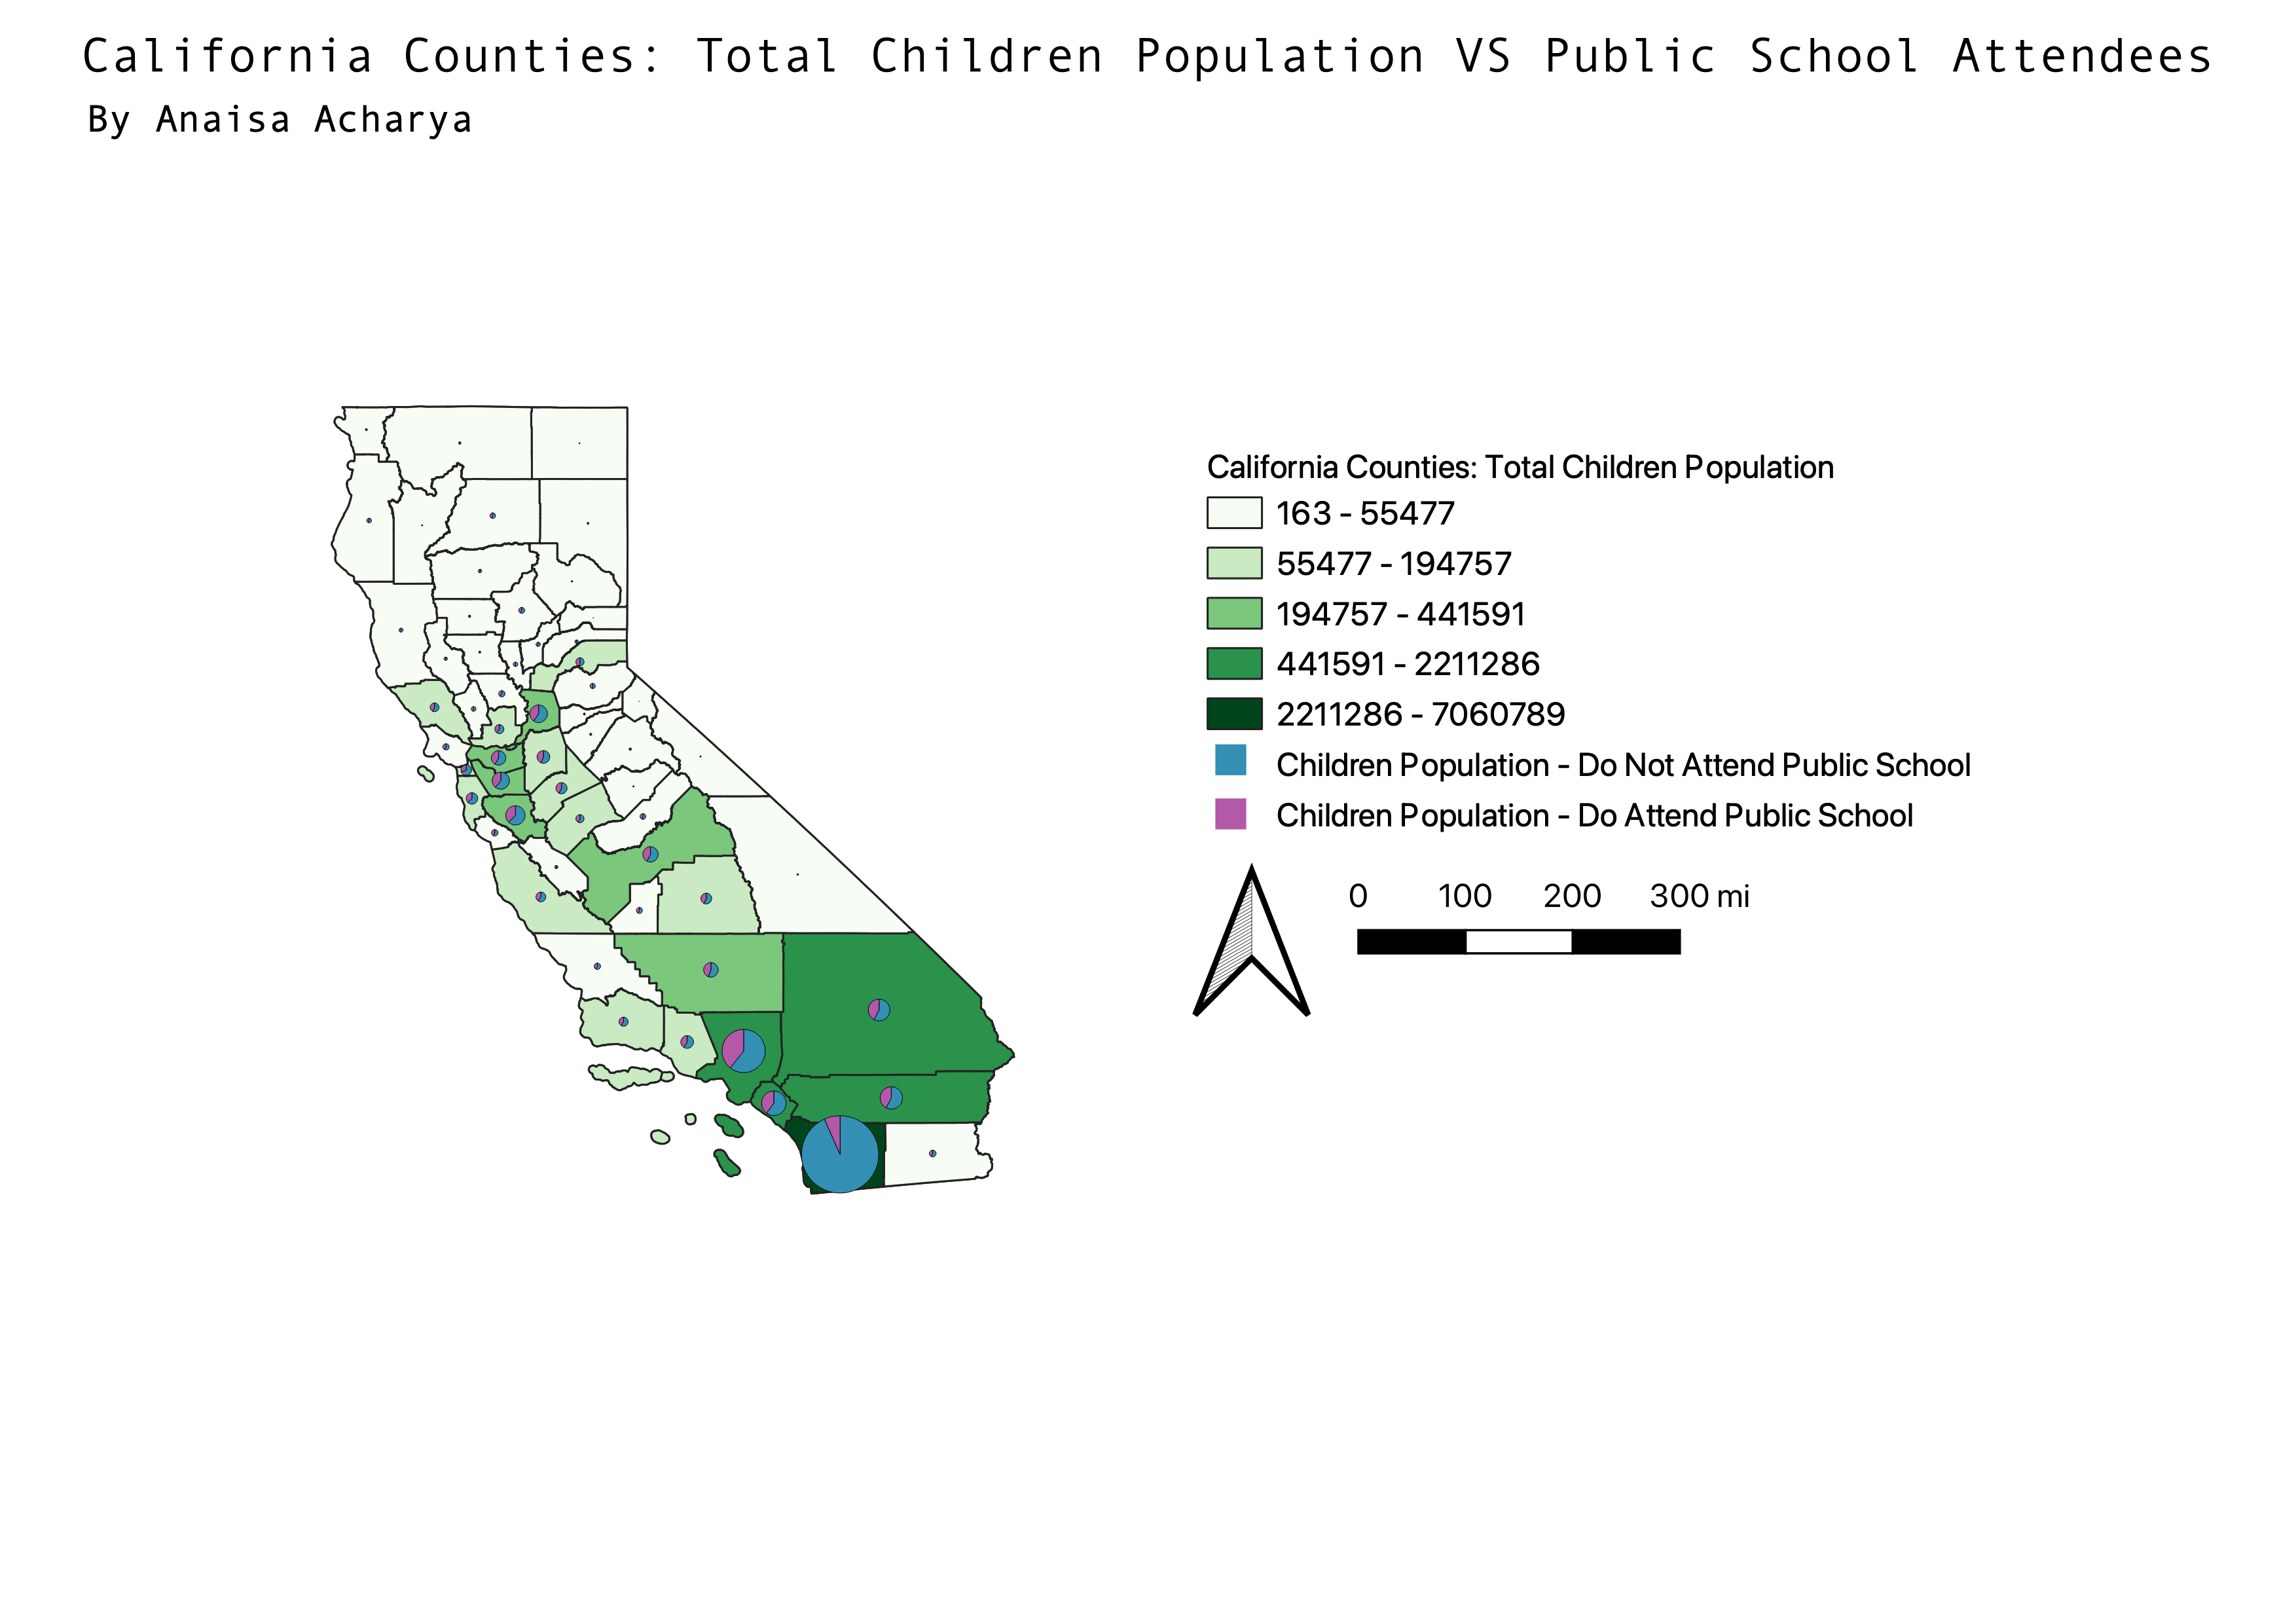 California Counties: Total Children Population VS Public School Attendees
By Anaisa Acharya
California Counties: Total Children Population
163 - 55477
55477 - 194757
194757 - 441591
441591 - 2211286
2211286 - 7060789
Children Population - Do Not Attend Public School
Children Population - Do Attend Public School
0 100 200 300 mi